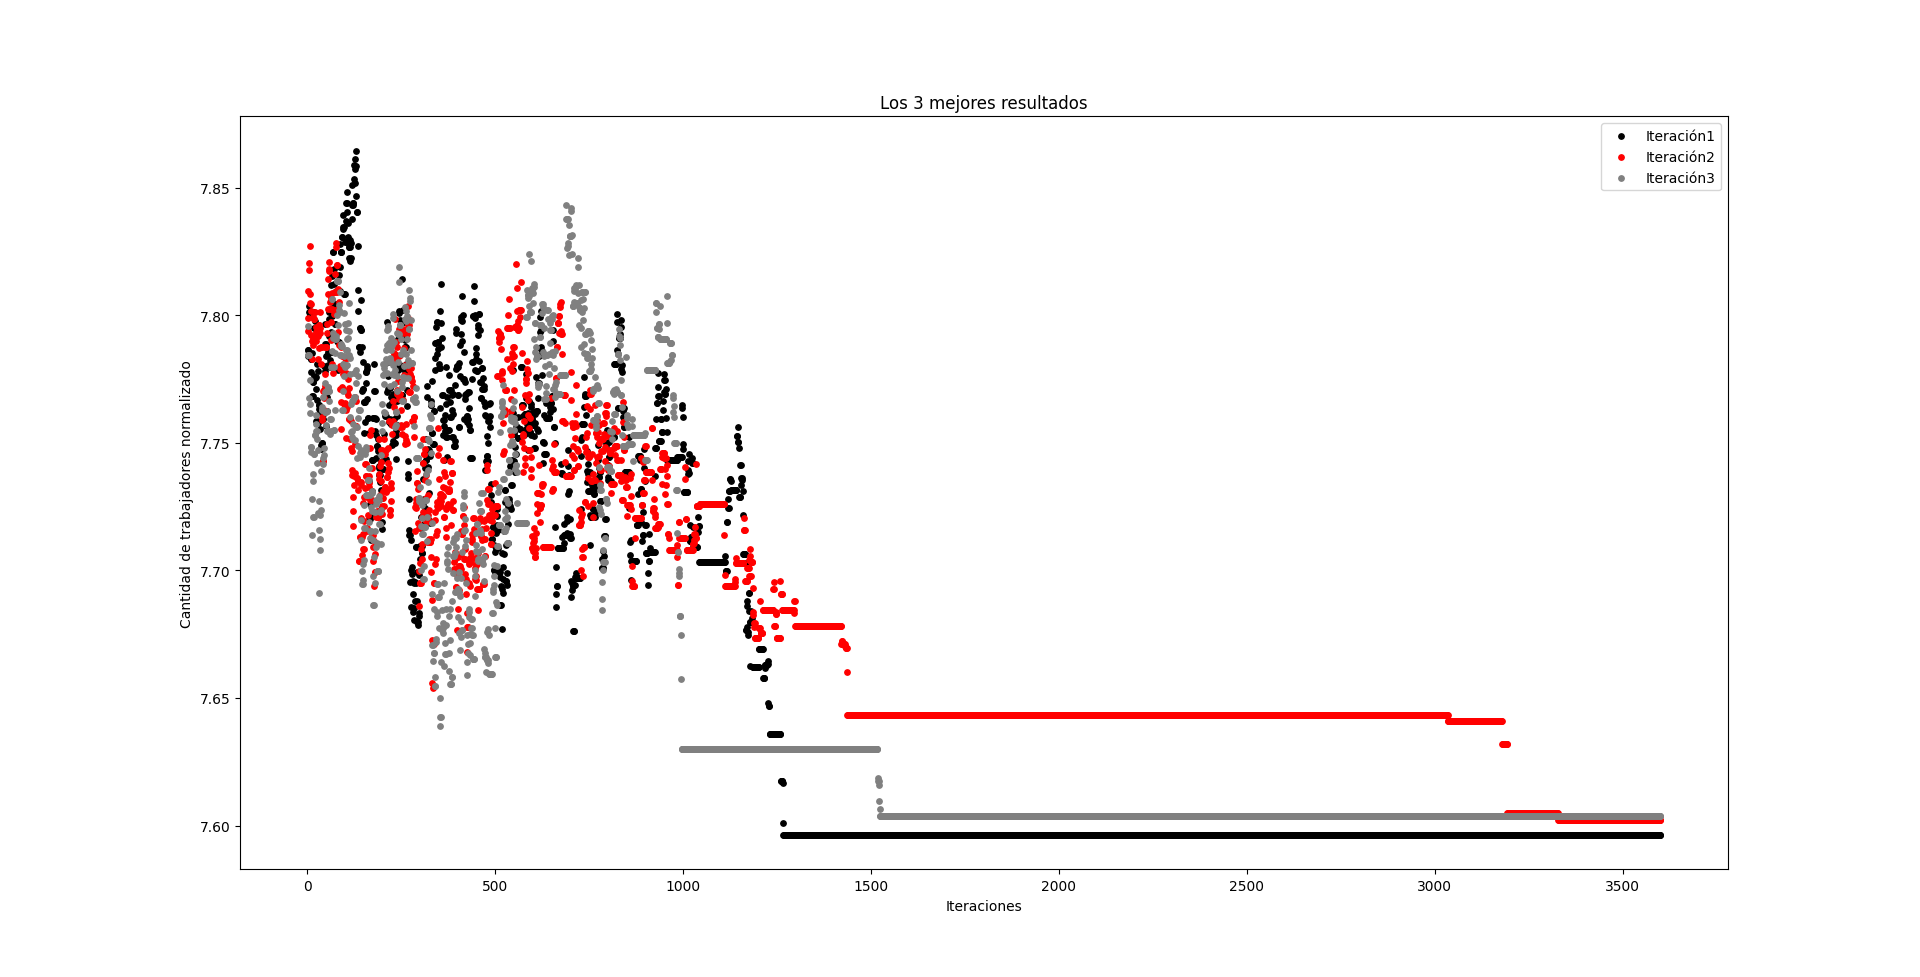 Los 3 mejores resultados
Iteración1
Iteración2
Iteración3
7.85
7.80
7.75
7.70
7.65
7.60
Cantidad de trabajadores normalizado
0
500
1000
1500
2000
2500
3000
3500
Iteraciones